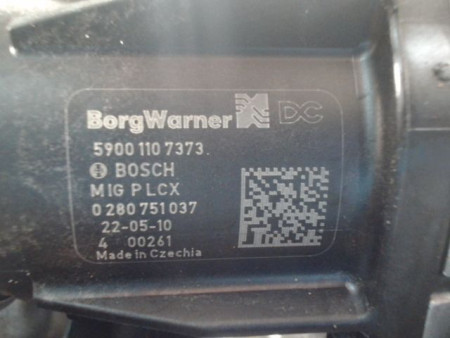 BorgWarner DC
5900 110 7373.
BOSCH
MIG P LCX
0 280 751 037
22-05-10
4 00261
Made in Czechia